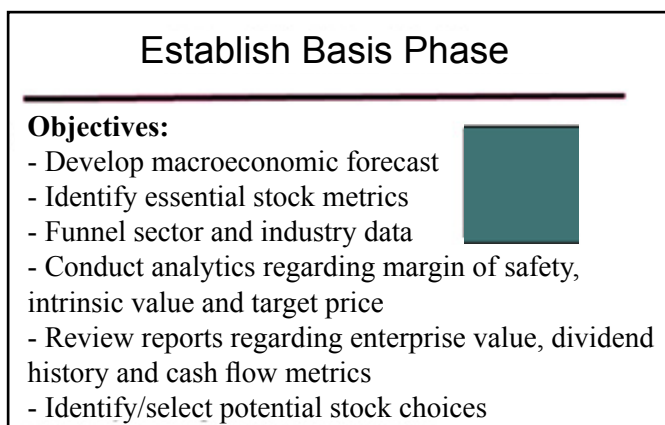 Establish Basis Phase
Objectives:
- Develop macroeconomic forecast
- Identify essential stock metrics
- Funnel sector and industry data
- Conduct analytics regarding margin of safety,
intrinsic value and target price
- Review reports regarding enterprise value, dividend
history and cash flow metrics
- Identify/select potential stock choices